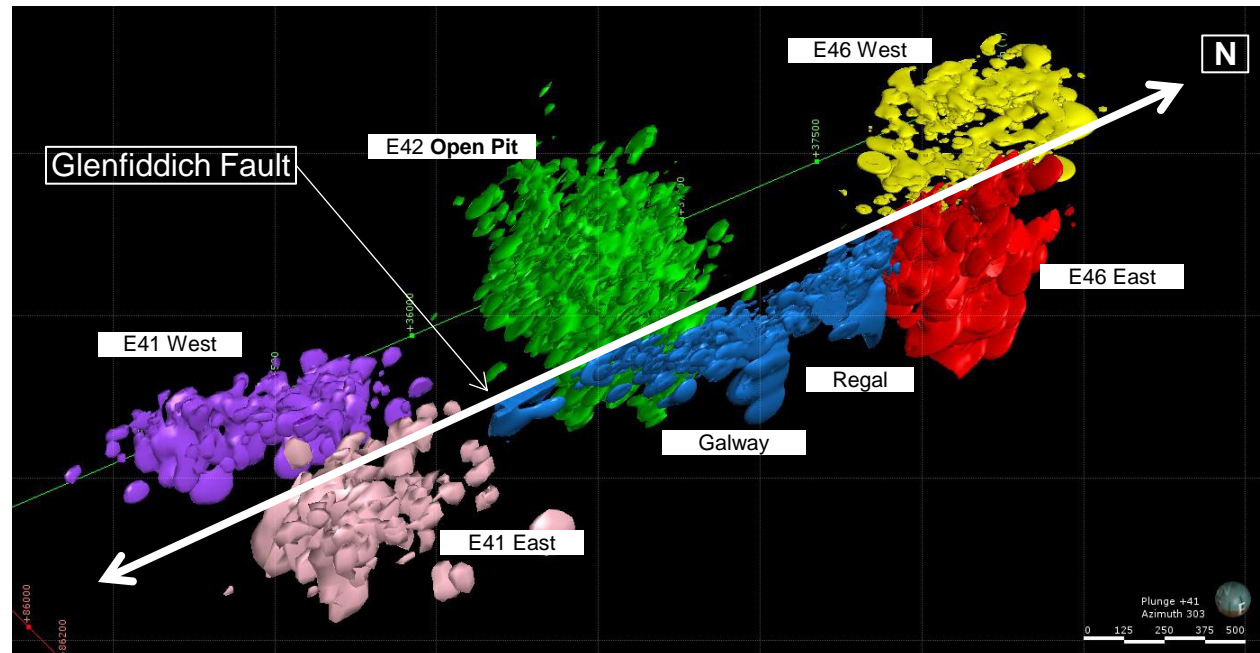 E46 West
N
+37500
E42 Open Pit
Glenfiddich Fault
E46 East
+36000
E41 West
Regal
Galway
E41 East
+86000
+86200
Plunge +41
Azimuth 303
0 125 250 375 500